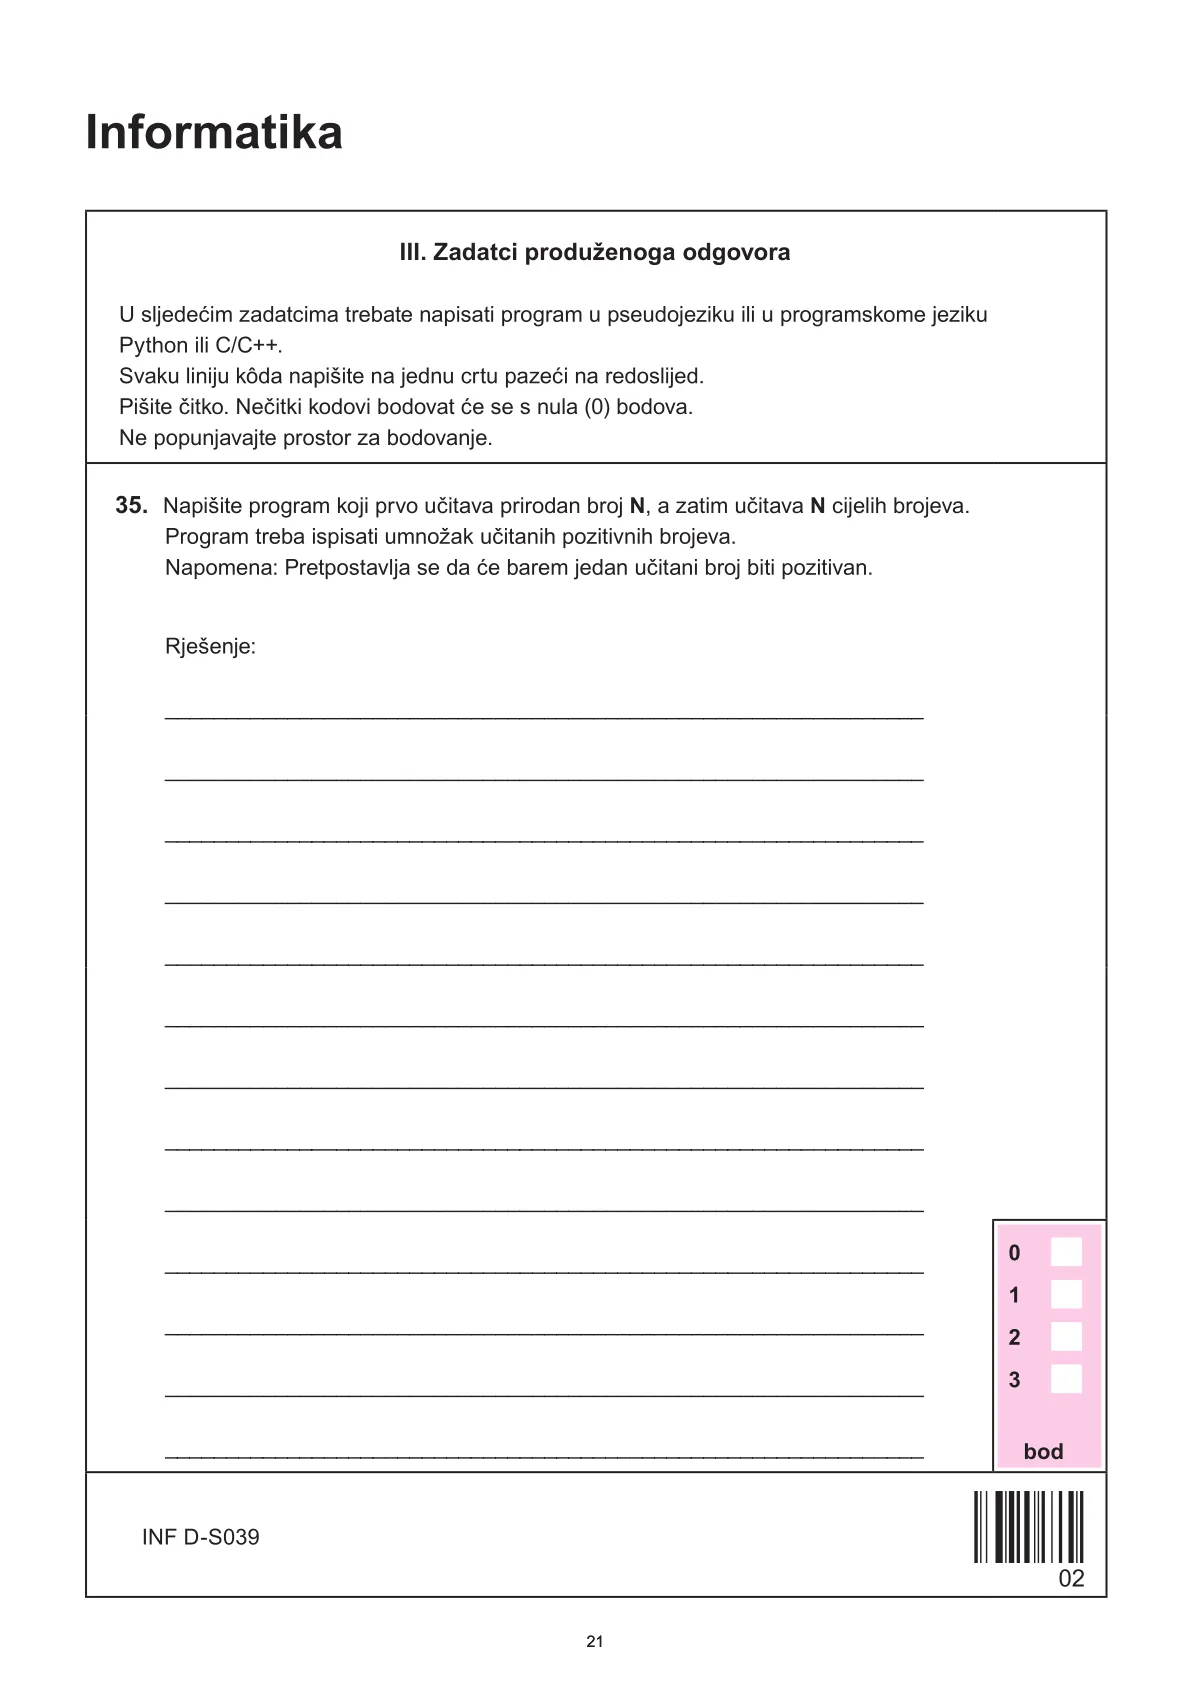 Informatika
III. Zadatci produženoga odgovora
U sljedećim zadatcima trebate napisati program u pseudojeziku ili u programskome jeziku
Python ili C/C++.
Svaku liniju kôda napišite na jednu crtu pazeći na redoslijed.
Pišite čitko. Nečitki kodovi bodovat će se s nula (0) bodova.
Ne popunjavajte prostor za bodovanje.
35. Napišite program koji prvo učitava prirodan broj N, a zatim učitava N cijelih brojeva.
Program treba ispisati umnožak učitanih pozitivnih brojeva.
Napomena: Pretpostavlja se da će barem jedan učitani broj biti pozitivan.
Rješenje:
0
1
2
3
bod
INF D-S039
02
21